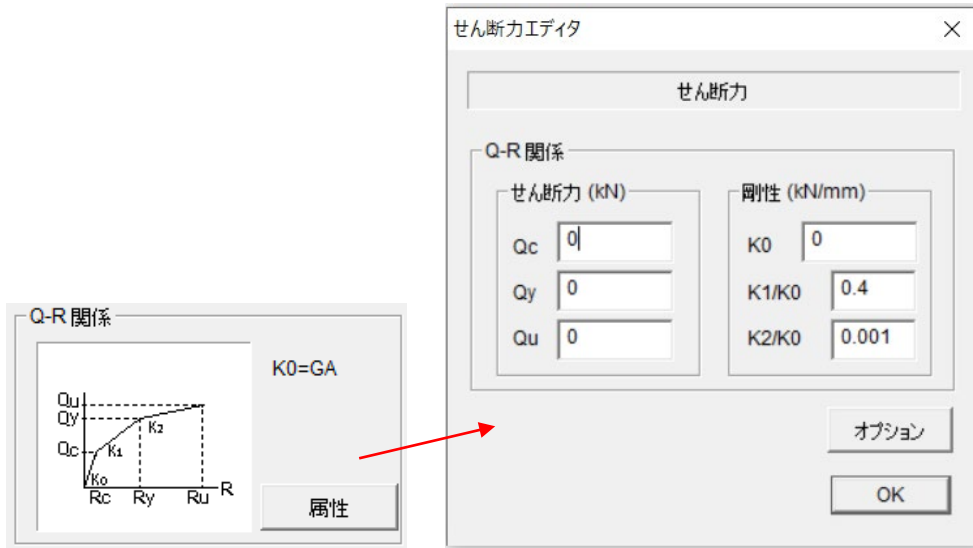 せん断力エディタ
せん断力
Q-R 関係
せん断力 (kN)
Qc 0
Qy 0
Qu 0
剛性 (kN/mm)
K0 0
K1/K0 0.4
K2/K0 0.001
オプション
OK
Q-R 関係
K0=GA
Qu
Qy
Qc
K2
K1
K0
Rc Ry Ru R
属性